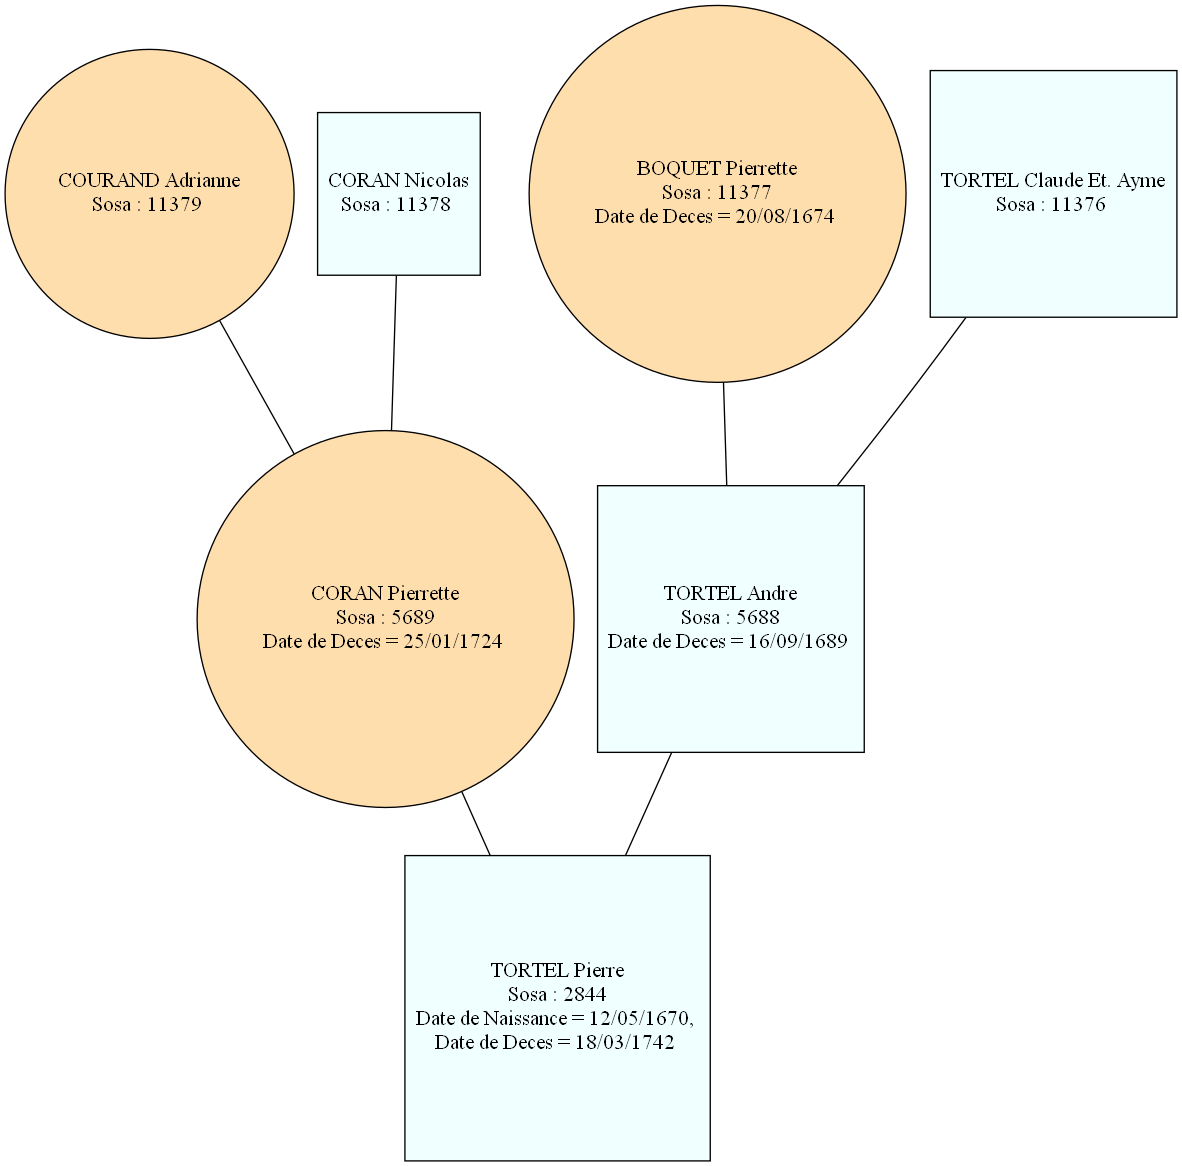 COURAND Adrianne
Sosa : 11379
CORAN Nicolas
Sosa : 11378
BOQUET Pierrette
Sosa : 11377
Date de Deces = 20/08/1674
TORTEL Claude Et. Ayme
Sosa : 11376
CORAN Pierrette
Sosa : 5689
Date de Deces = 25/01/1724
TORTEL Andre
Sosa : 5688
Date de Deces = 16/09/1689
TORTEL Pierre
Sosa : 2844
Date de Naissance = 12/05/1670,
Date de Deces = 18/03/1742